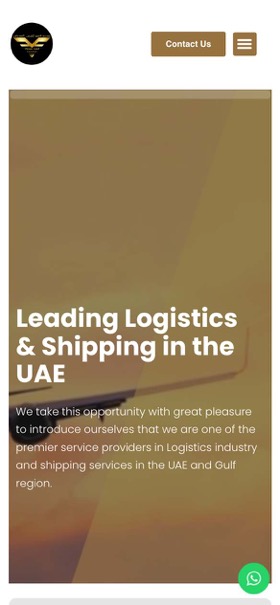 Contact Us
Leading Logistics
& Shipping in the
UAE
We take this opportunity with great pleasure
to introduce ourselves that we are one of the
premier service providers in Logistics industry
and shipping services in the UAE and Gulf
region.